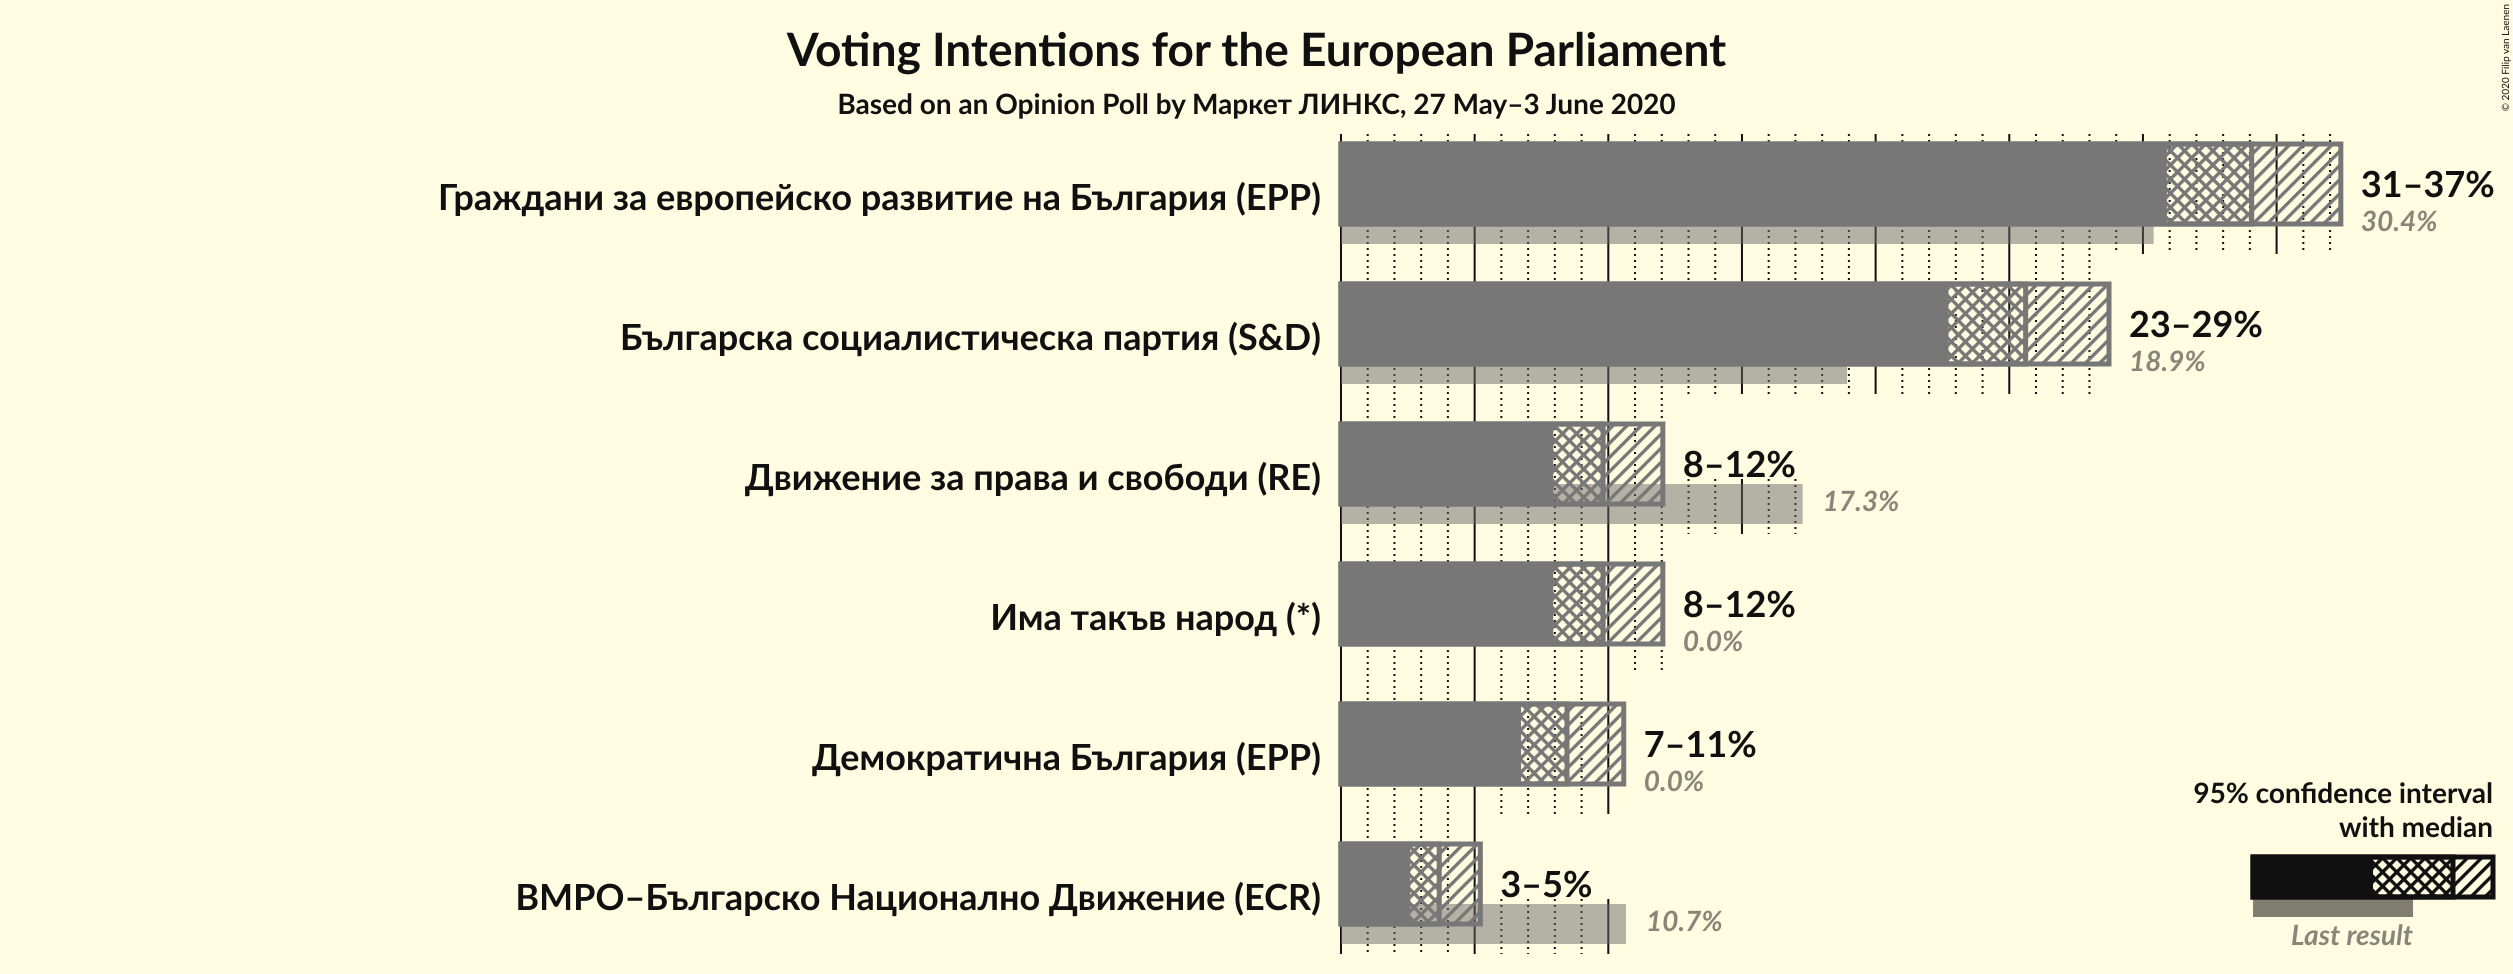 Voting Intentions for the European Parliament
Based on an Opinion Poll by Маркет ЛИНКС, 27 May–3 June 2020
© 2020 Filip van Laenen
Граждани за европейско развитие на България (EPP)
31–37%
30.4%
Българска социалистическа партия (S&D)
23–29%
18.9%
Движение за права и свободи (RE)
8–12%
17.3%
Има такъв народ (*)
8–12%
0.0%
Демократична България (EPP)
7–11%
0.0%
ВМРО–Българско Национално Движение (ECR)
3–5%
10.7%
95% confidence interval
with median
Last result